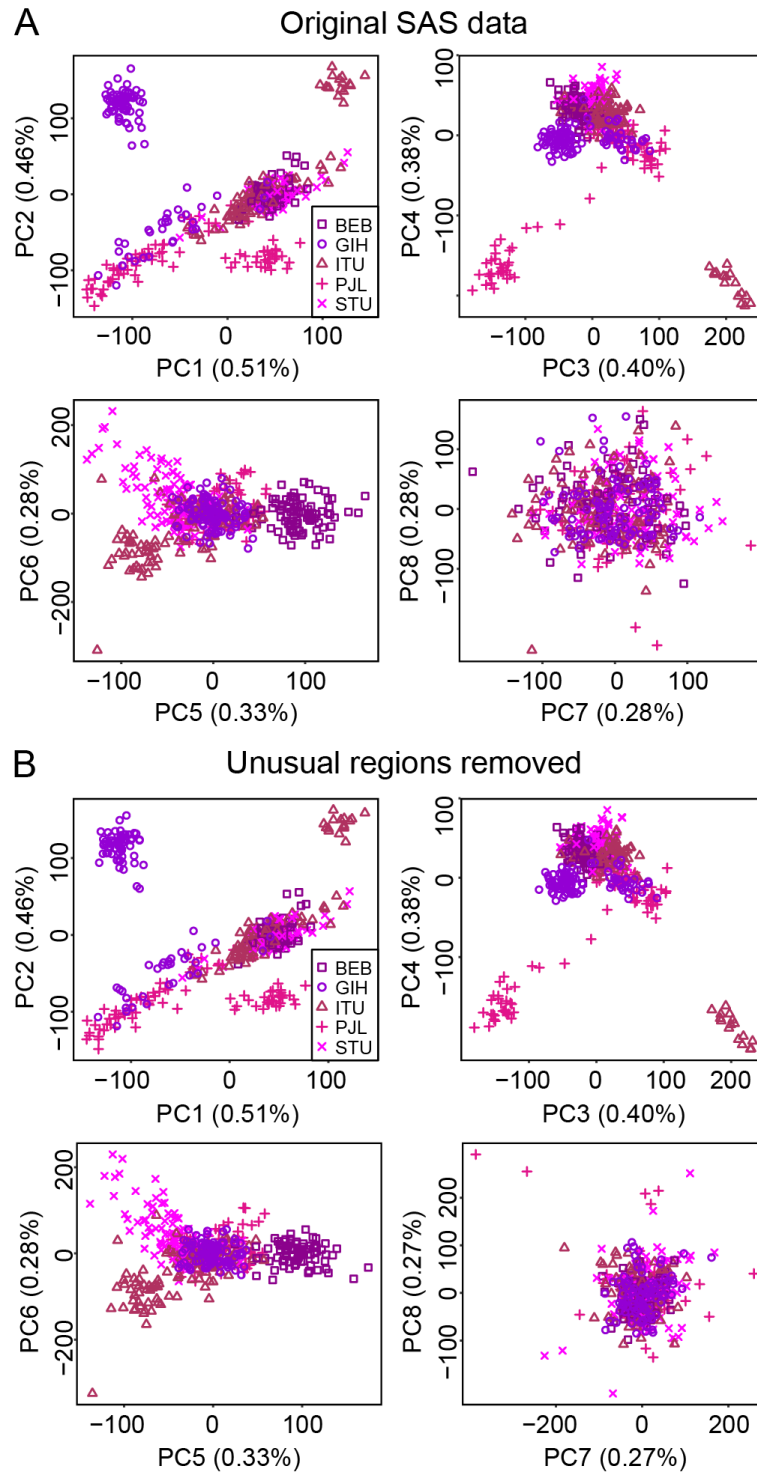 A Original SAS data
PC2 (0.46%)
100
0
−100
−100 0 100
PC1 (0.51%)
BEB
GIH
ITU
PJL
STU
PC4 (0.38%)
100
0
−100
−100 0 100 200
PC3 (0.40%)
PC6 (0.28%)
200
0
−200
−100 0 100
PC5 (0.33%)
PC8 (0.28%)
100
0
−100
−100 0 100
PC7 (0.28%)
B Unusual regions removed
PC2 (0.46%)
100
0
−100
−100 0 100
PC1 (0.51%)
BEB
GIH
ITU
PJL
STU
PC4 (0.38%)
100
0
−100
−100 0 100 200
PC3 (0.40%)
PC6 (0.28%)
200
0
−200
−100 0 100
PC5 (0.33%)
PC8 (0.27%)
200
100
0
−100
−200 0 200
PC7 (0.27%)